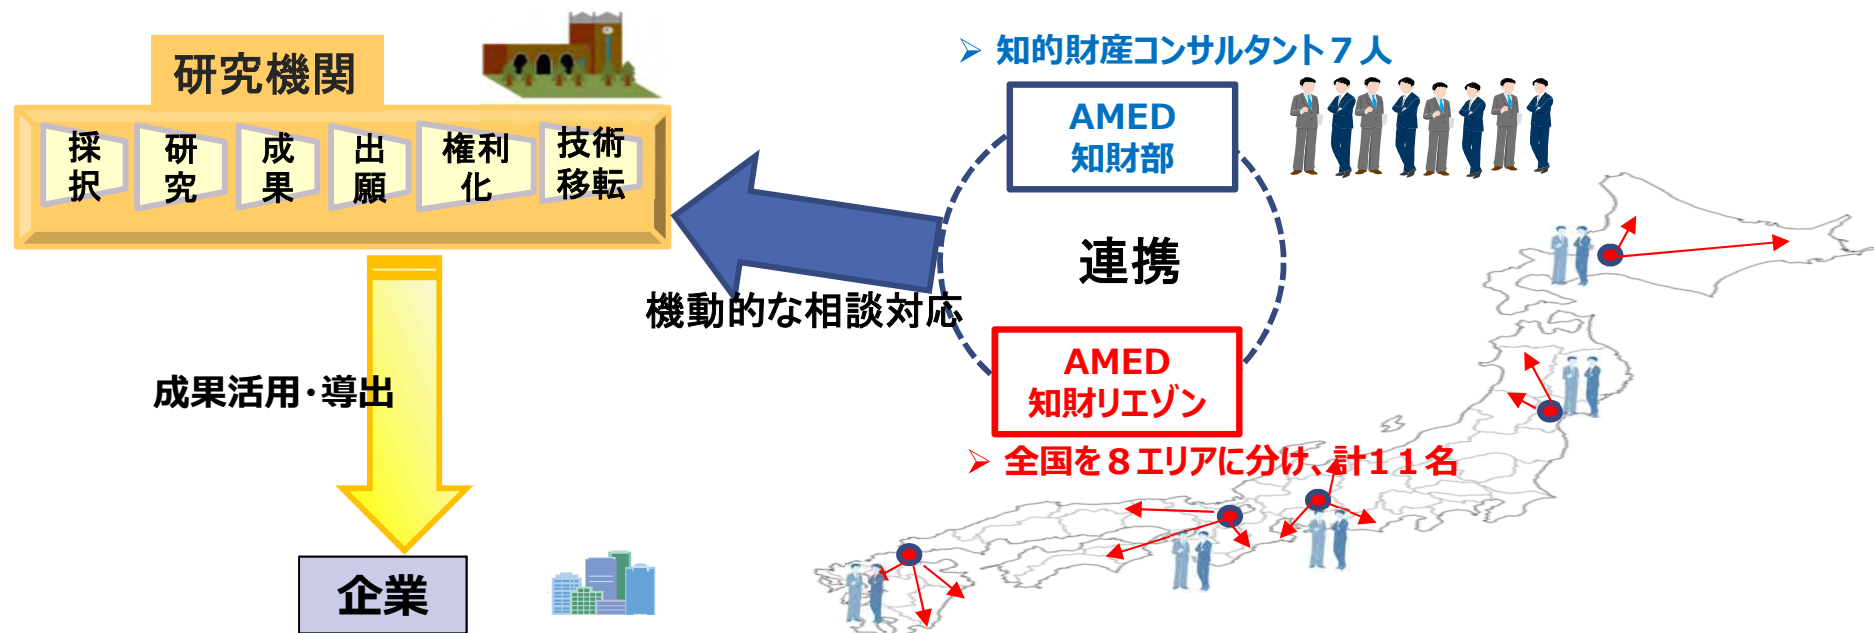 研究機関
採
択
研
究
成
果
出
願
権利
化
技術
移転
成果活用・導出
企業
機動的な相談対応
➢ 知的財産コンサルタント７人
AMED
知財部
連携
AMED
知財リエゾン
➢ 全国を８エリアに分け、計１１名